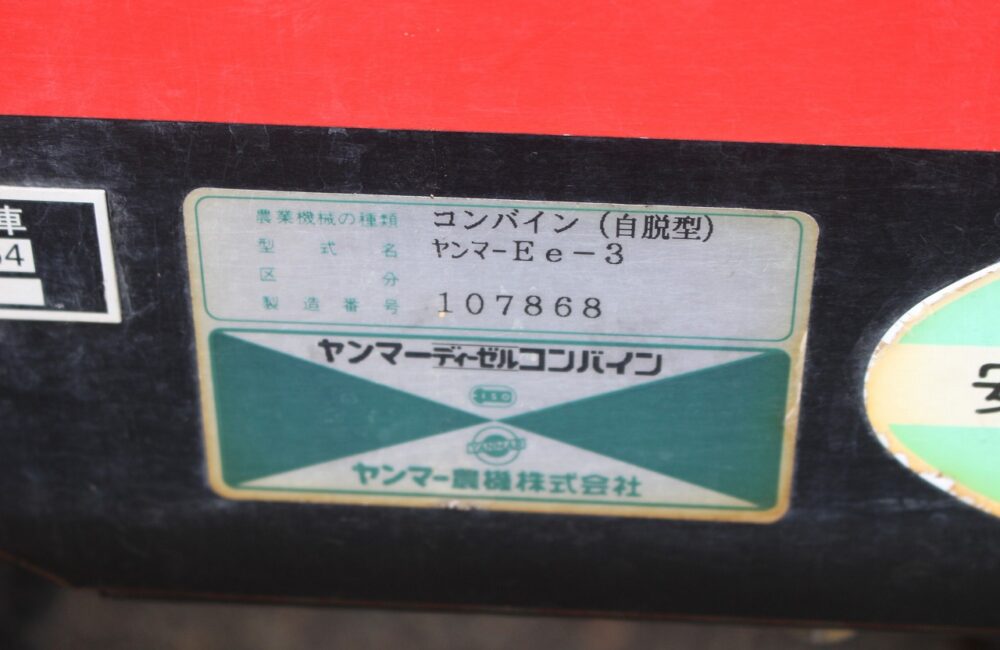 農業機械の種類 コンバイン (自脱型)
型式名 ヤンマーEe-3
区分
製造番号 107868
ヤンマーディーゼルコンバイン
ISO
YANMAR
ヤンマー農機株式会社
車
54